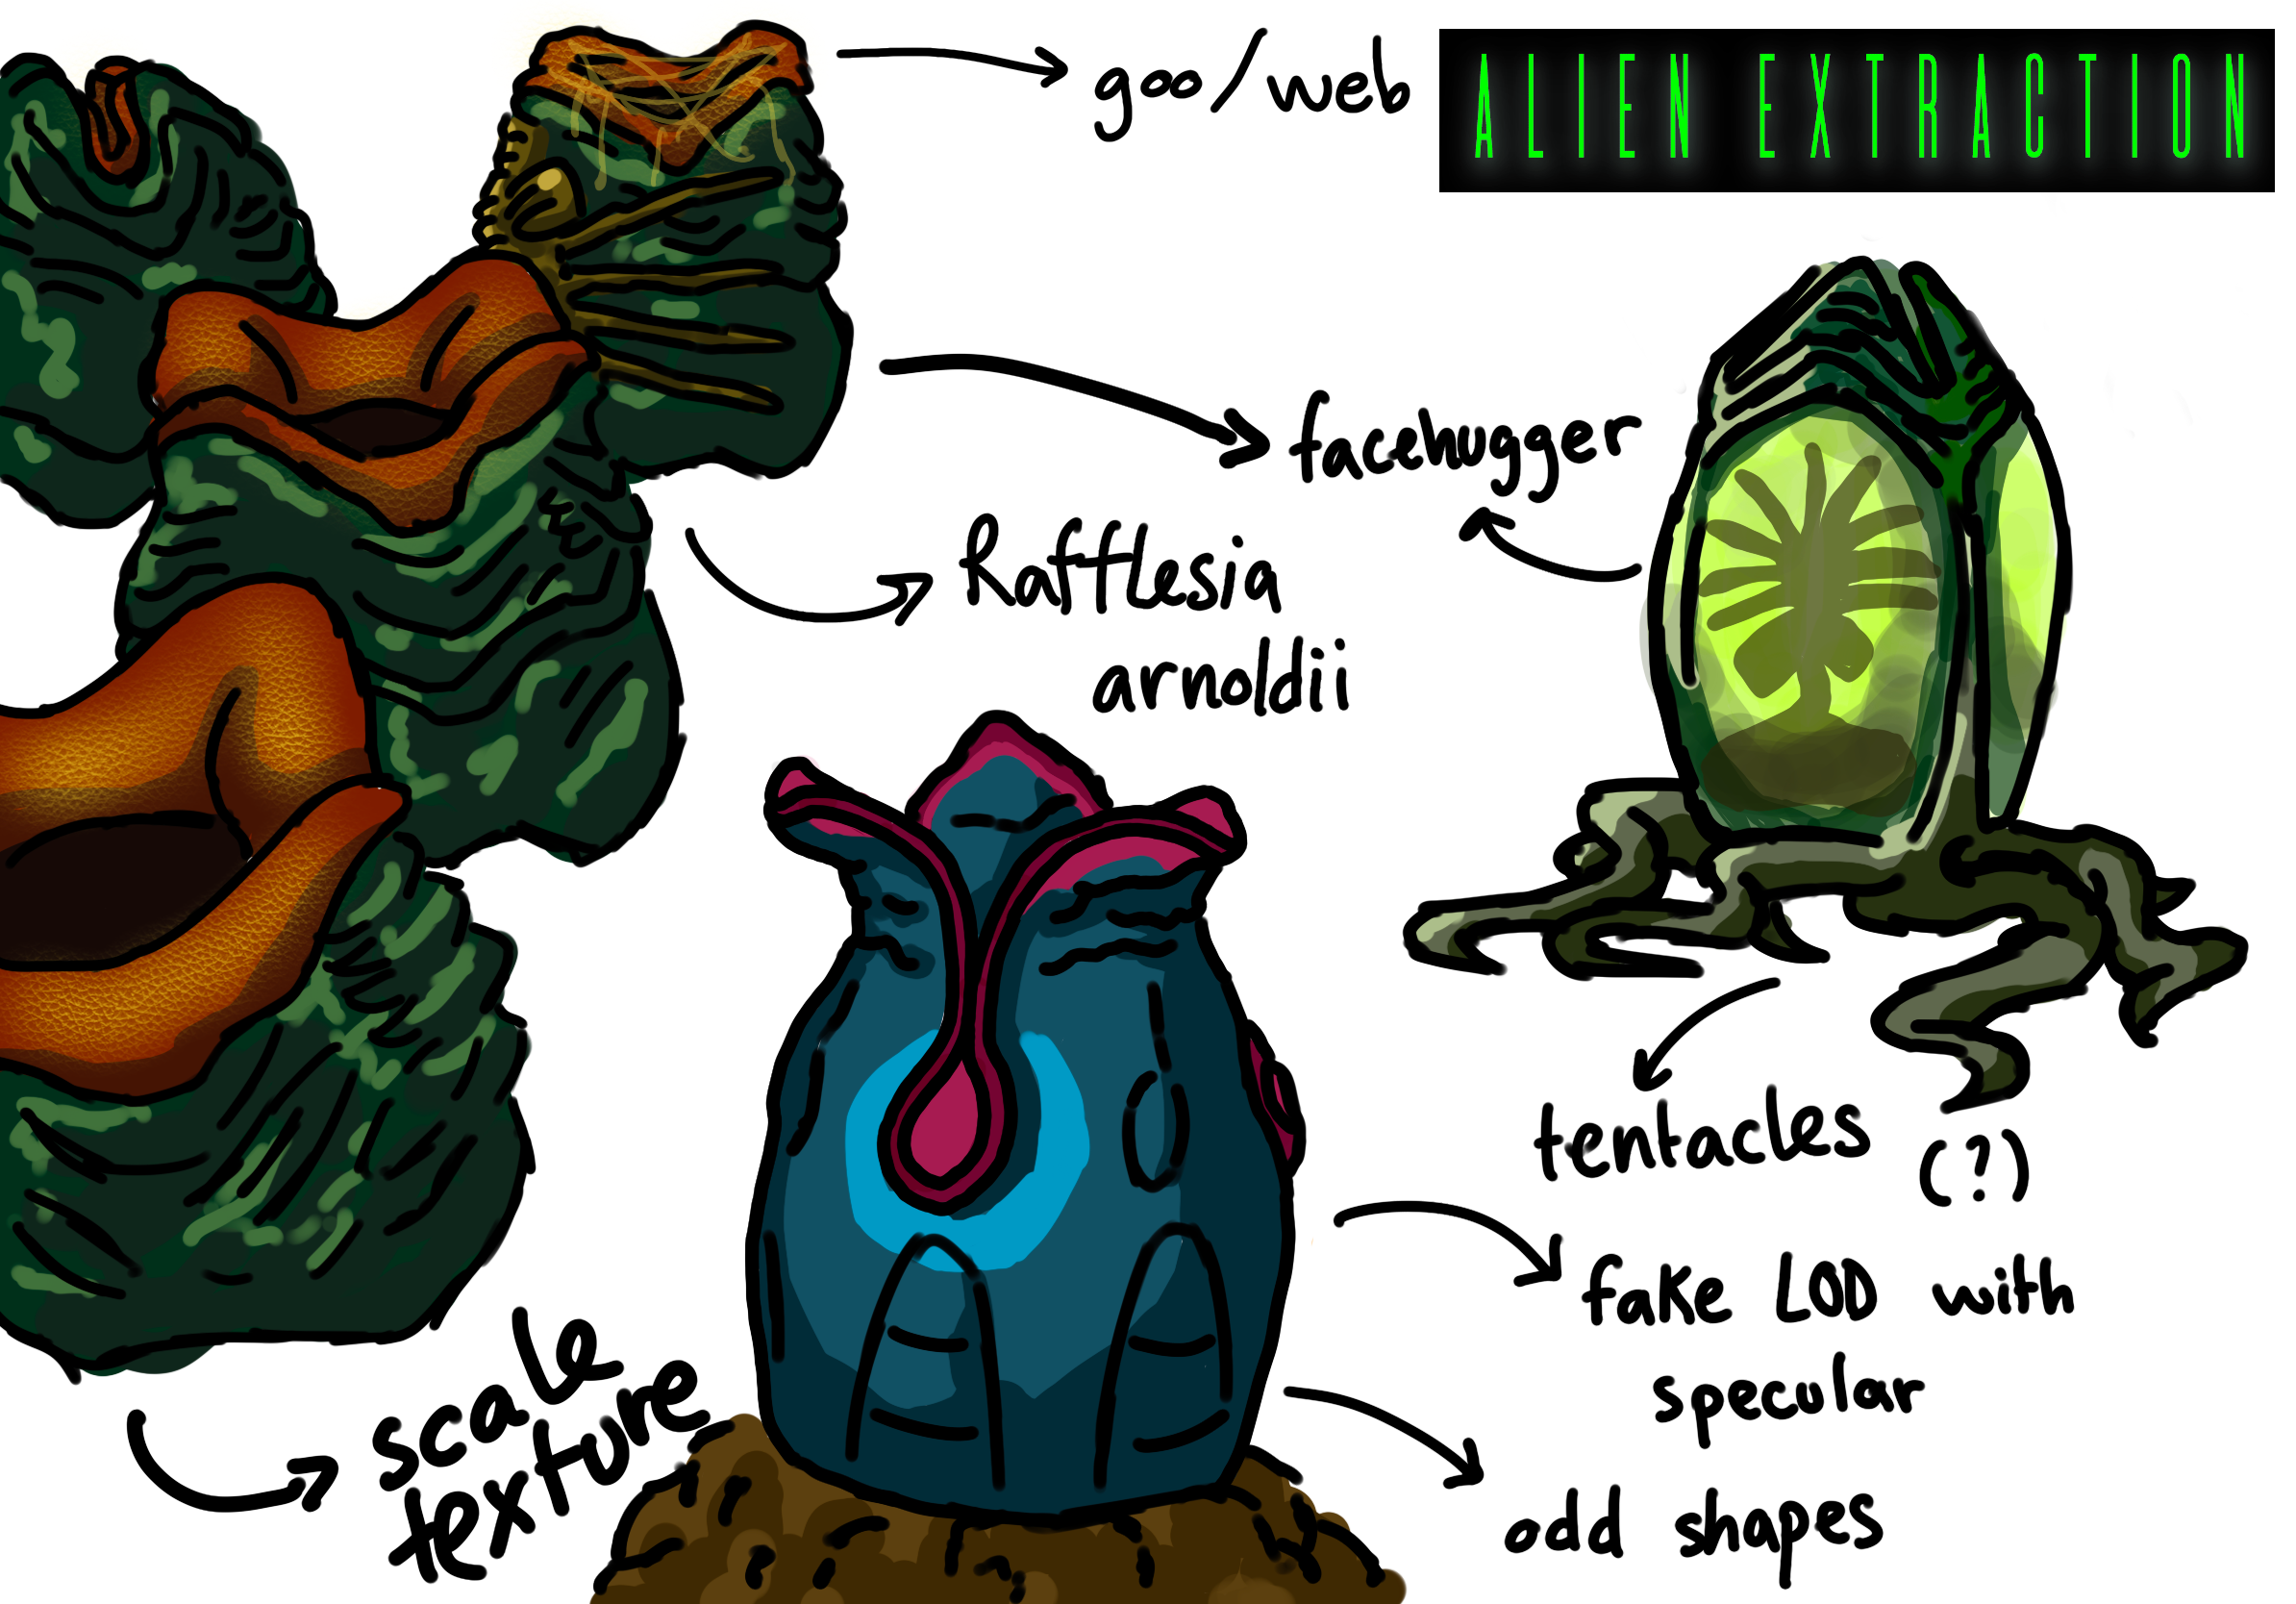 goo/web
ALIEN EXTRACTION
facehugger
Rafflesia
arnoldii
tentacles (?)
fake LOD with
specular
odd shapes
scale
texture